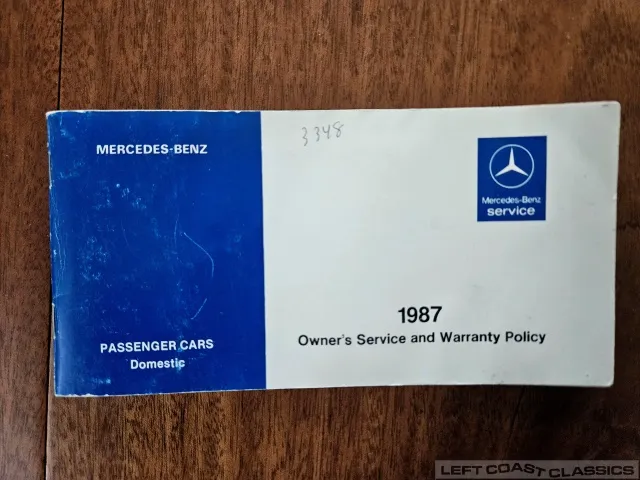 MERCEDES-BENZ
PASSENGER CARS
Domestic
3348
Mercedes-Benz
service
1987
Owner's Service and Warranty Policy
LEFT COAST CLASSICS